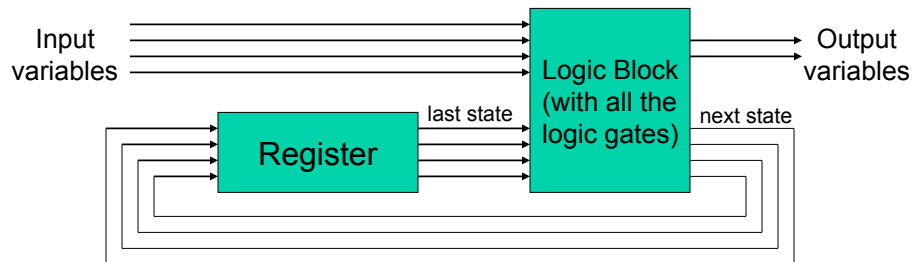 Input
variables
Logic Block
(with all the
logic gates)
Output
variables
last state
next state
Register